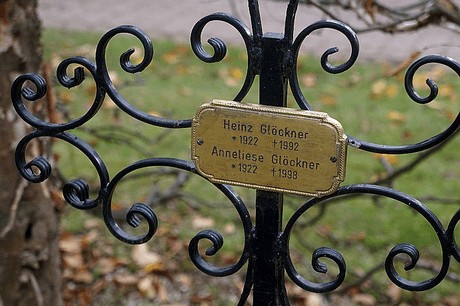 Heinz Glöckner
*1922 †1992
Anneliese Glöckner
*1922 †1998